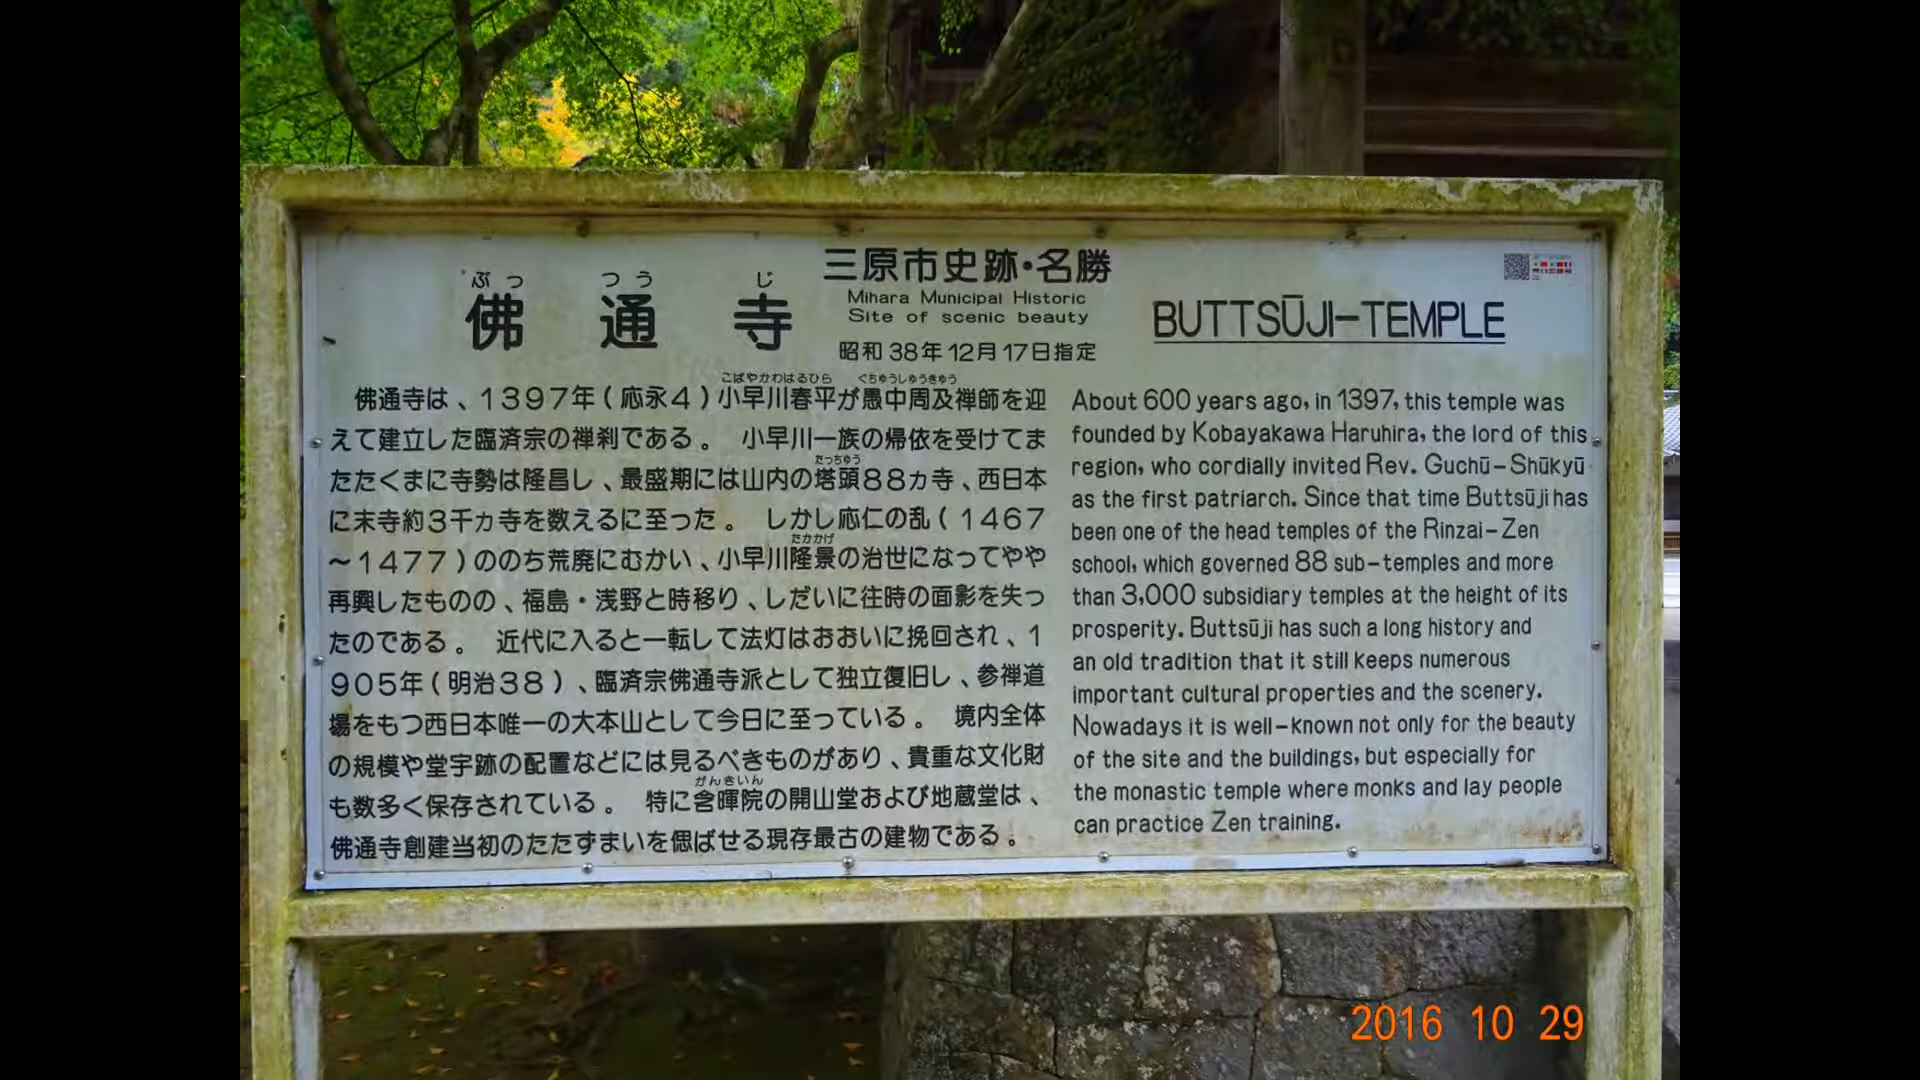 三原市史跡・名勝
Mihara Municipal Historic
Site of scenic beauty
昭和38年12月17日指定
ぶっ つう じ
佛通寺
こばやかわはるひら ぐちゅうしゅうきゅう
佛通寺は、1397年(応永4)小早川春平が愚中周及禅師を迎
えて建立した臨済宗の禅刹である。 小早川一族の帰依を受けてま
たっちゅう
たたくまに寺勢は隆昌し、最盛期には山内の塔頭88ヵ寺、西日本
に末寺約3千ヵ寺を数えるに至った。 しかし応仁の乱(1467
たかかげ
~1477)ののち荒廃にむかい、小早川隆景の治世になってやや
再興したものの、福島・浅野と時移り、しだいに往時の面影を失っ
たのである。 近代に入ると一転して法灯はおおいに挽回され、1
905年(明治38)、臨済宗佛通寺派として独立復旧し、参禅道
場をもつ西日本唯一の大本山として今日に至っている。 境内全体
の規模や堂宇跡の配置などには見るべきものがあり、貴重な文化財
がんきいん
も数多く保存されている。 特に含暉院の開山堂および地蔵堂は、
佛通寺創建当初のたたずまいを偲ばせる現存最古の建物である。
BUTTSŪJI-TEMPLE
About 600 years ago, in 1397, this temple was
founded by Kobayakawa Haruhira, the lord of this
region, who cordially invited Rev. Guchū-Shūkyū
as the first patriarch. Since that time Buttsūji has
been one of the head temples of the Rinzai-Zen
school, which governed 88 sub-temples and more
than 3,000 subsidiary temples at the height of its
prosperity. Buttsūji has such a long history and
an old tradition that it still keeps numerous
important cultural properties and the scenery.
Nowadays it is well-known not only for the beauty
of the site and the buildings, but especially for
the monastic temple where monks and lay people
can practice Zen training.
2016 10 29